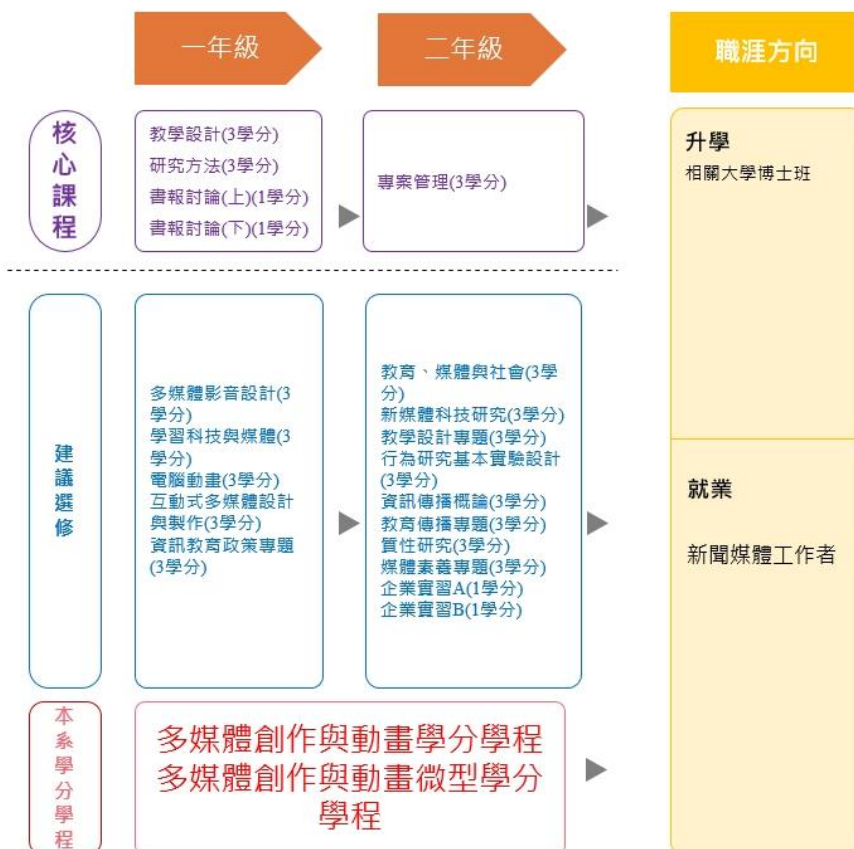 一年級
二年級
職涯方向
核心課程
教學設計(3學分)
研究方法(3學分)
書報討論(上)(1學分)
書報討論(下)(1學分)
專案管理(3學分)
升學
相關大學博士班
建議選修
多媒體影音設計(3
學分)
學習科技與媒體(3
學分)
電腦動畫(3學分)
互動式多媒體設計
與製作(3學分)
資訊教育政策專題
(3學分)
教育、媒體與社會(3學
分)
新媒體科技研究(3學分)
教學設計專題(3學分)
行為研究基本實驗設計
(3學分)
資訊傳播概論(3學分)
教育傳播專題(3學分)
質性研究(3學分)
媒體素養專題(3學分)
企業實習A(1學分)
企業實習B(1學分)
就業
新聞媒體工作者
本系學分學程
多媒體創作與動畫學分學程
多媒體創作與動畫微型學分
學程